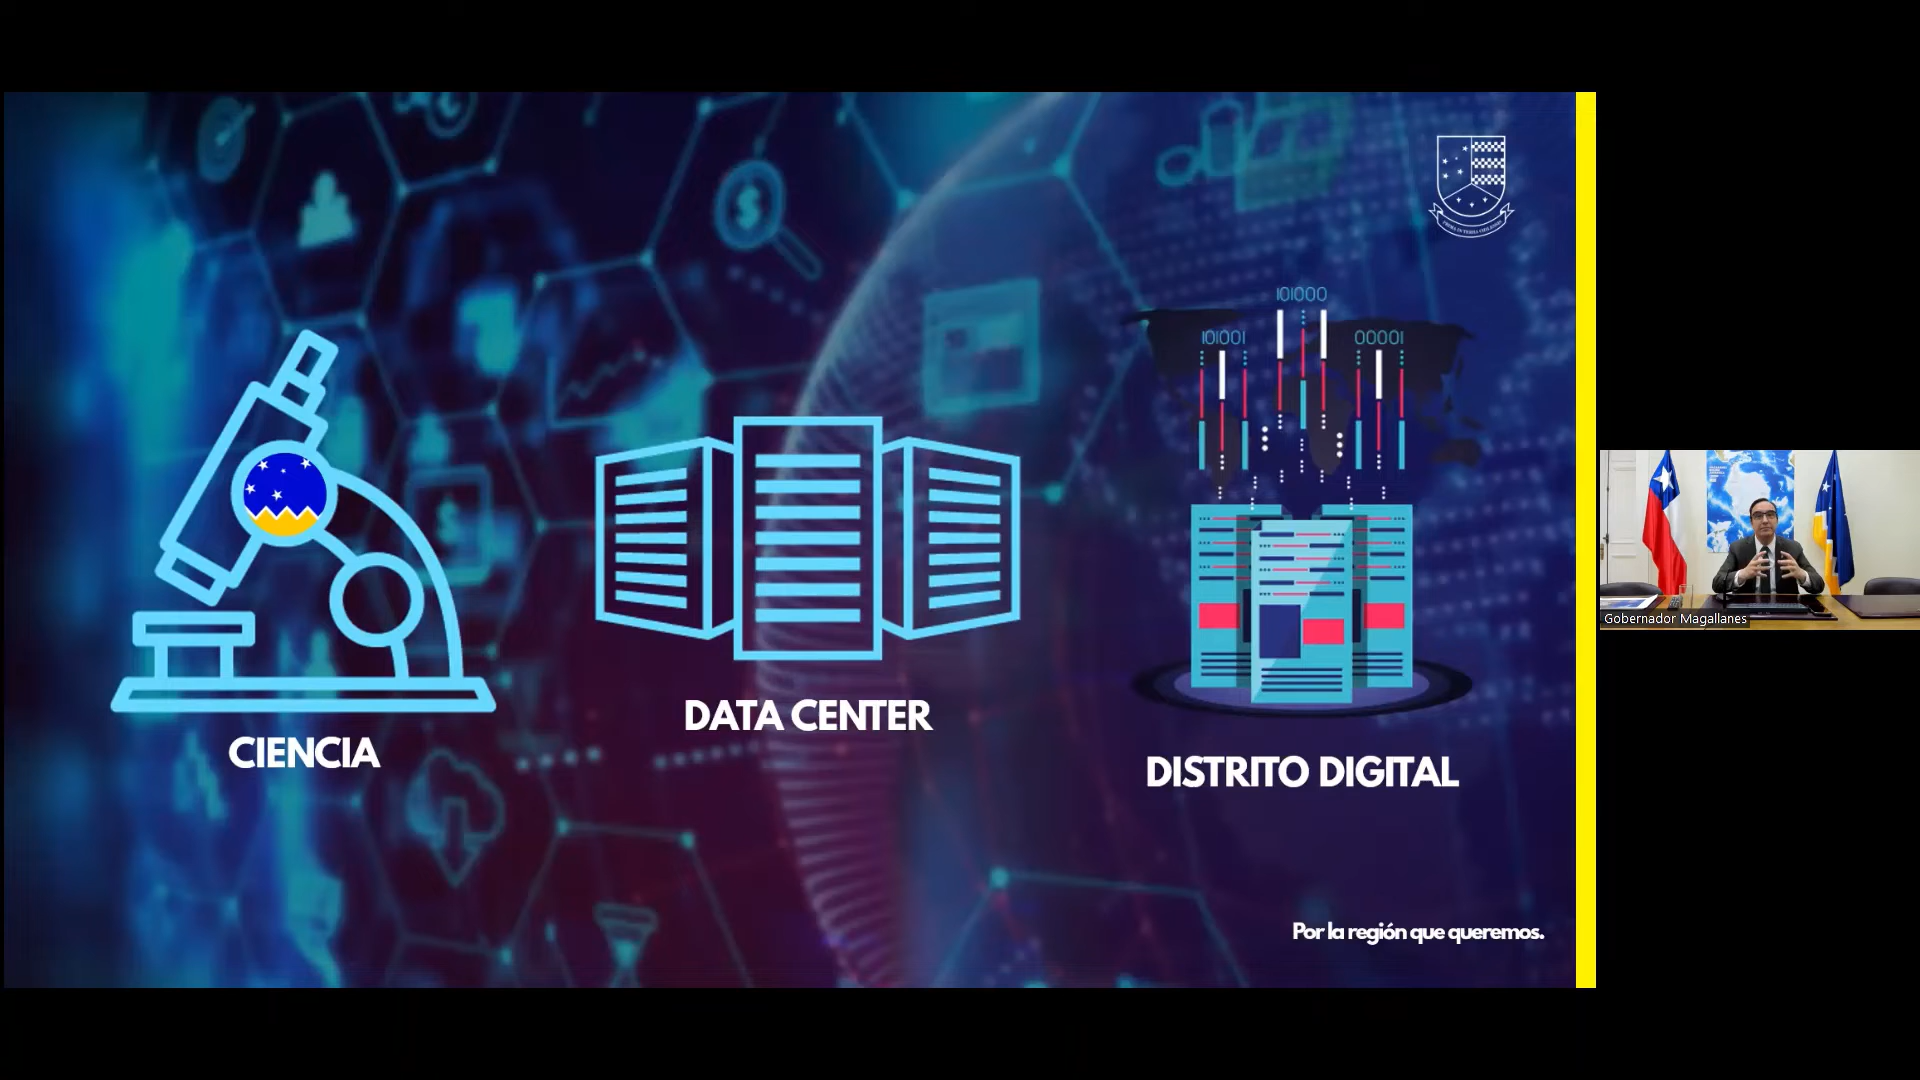 101000
101001
00001
CIENCIA
DATA CENTER
DISTRITO DIGITAL
Por la región que queremos.
Gobernador Magallanes